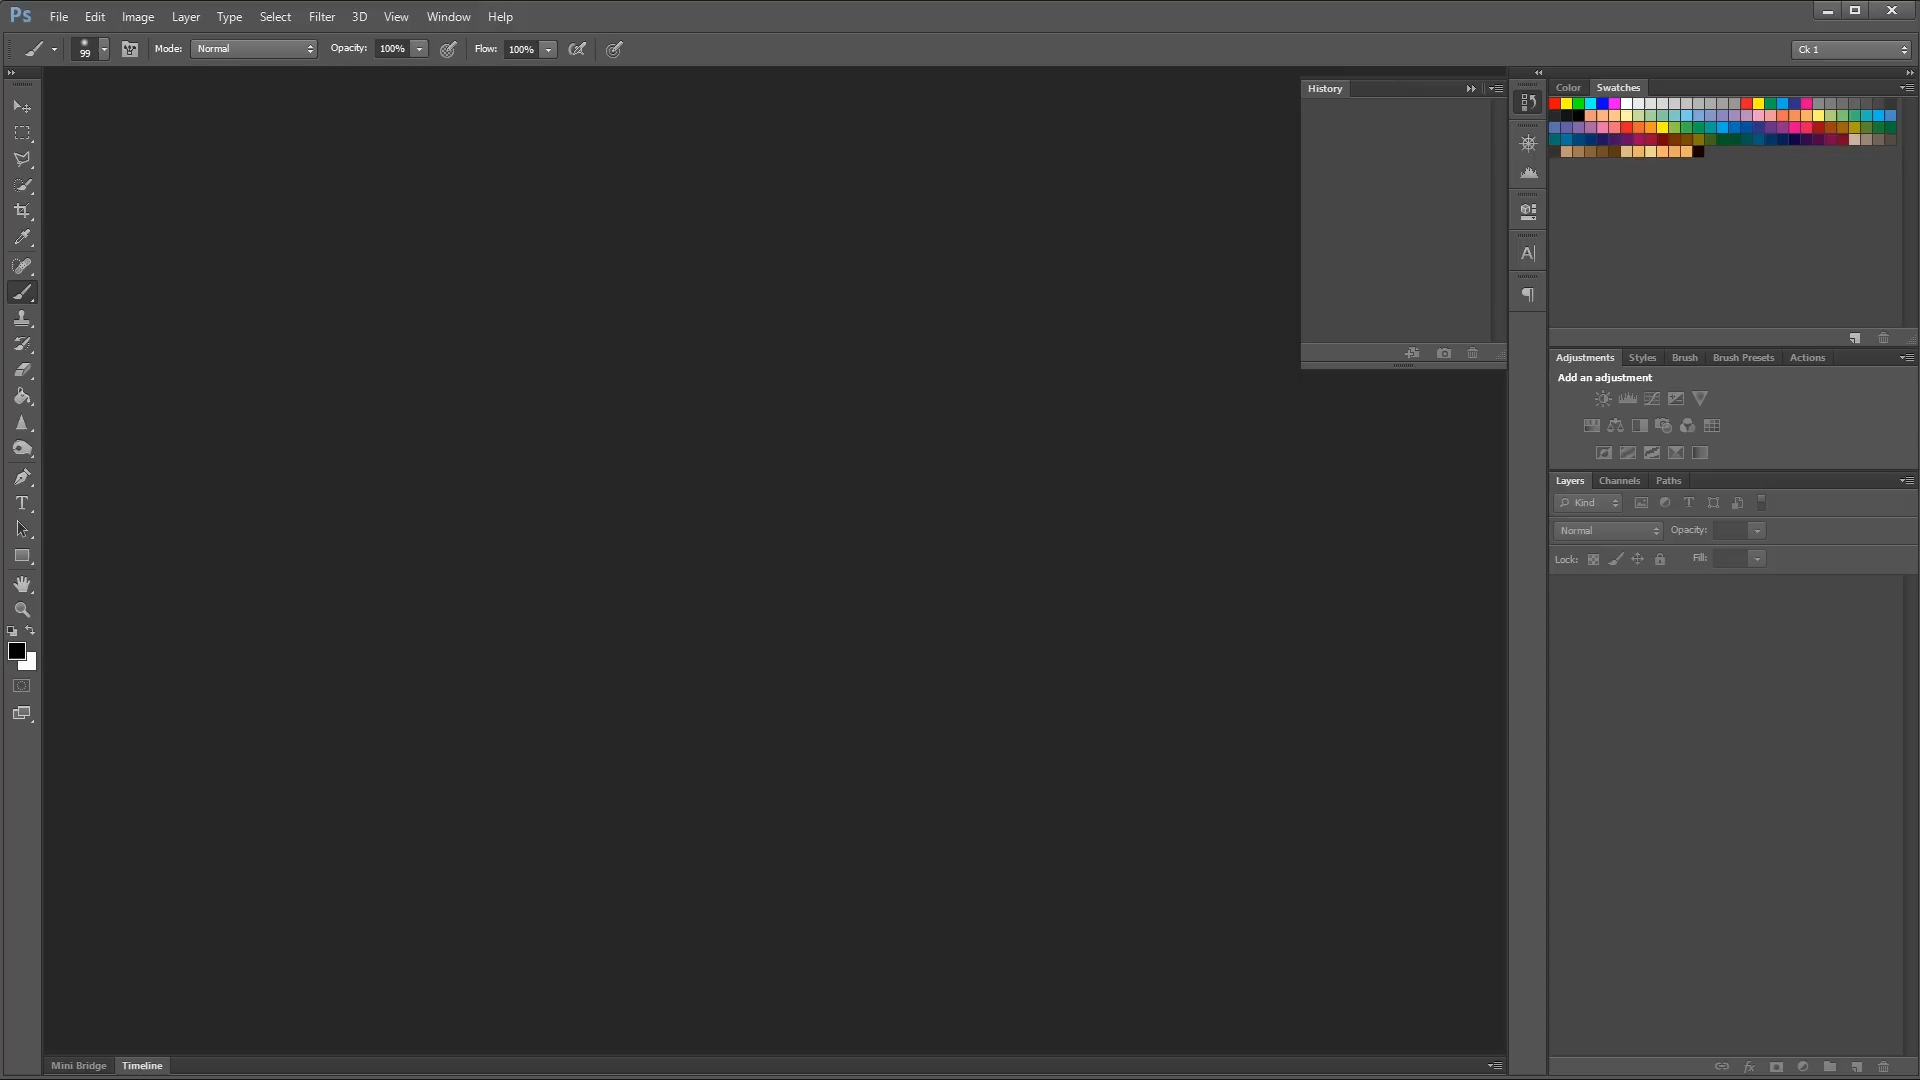 Ps File Edit Image Layer Type Select Filter 3D View Window Help
99 Mode: Normal Opacity: 100% Flow: 100% Ck 1
History
Color Swatches
Adjustments Styles Brush Brush Presets Actions
Add an adjustment
Layers Channels Paths
Kind
Normal Opacity:
Lock: Fill:
Mini Bridge Timeline